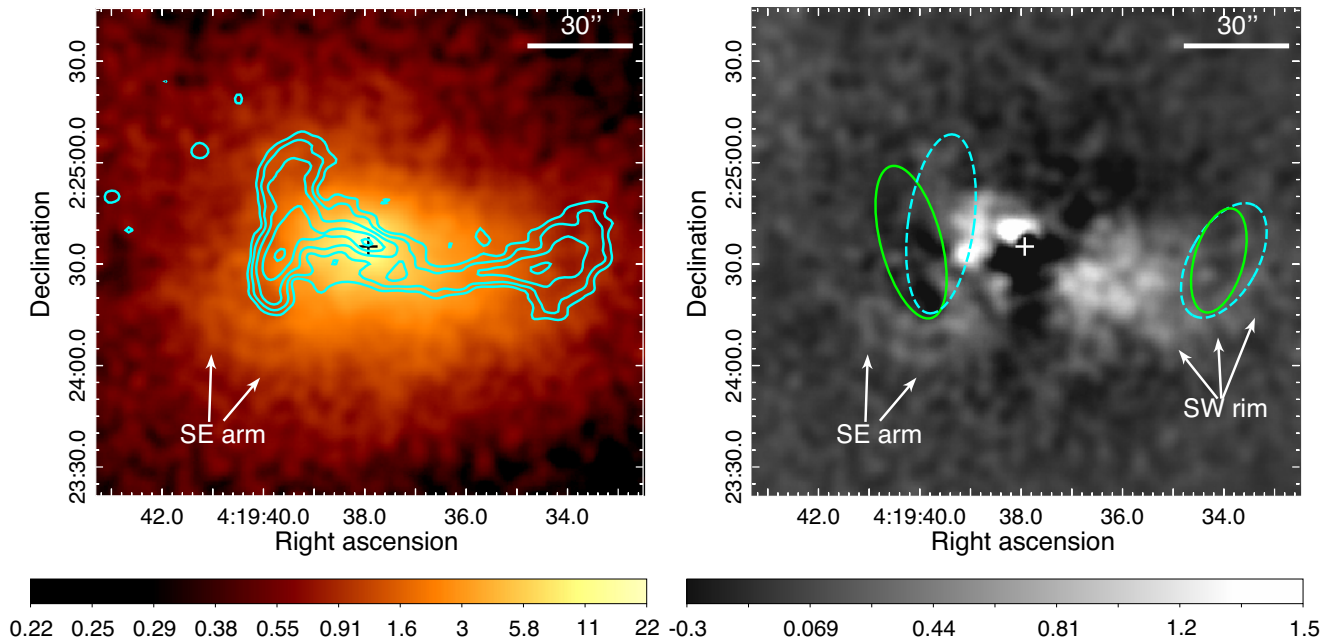 30’’
Declination
30.0
2:25:00.0
30.0
24:00.0
23:30.0
SE arm
42.0 4:19:40.0 38.0 36.0 34.0
Right ascension
0.22 0.25 0.29 0.38 0.55 0.91 1.6 3 5.8 11 22
30’’
Declination
30.0
2:25:00.0
30.0
24:00.0
23:30.0
SE arm
SW rim
42.0 4:19:40.0 38.0 36.0 34.0
Right ascension
-0.3 0.069 0.44 0.81 1.2 1.5